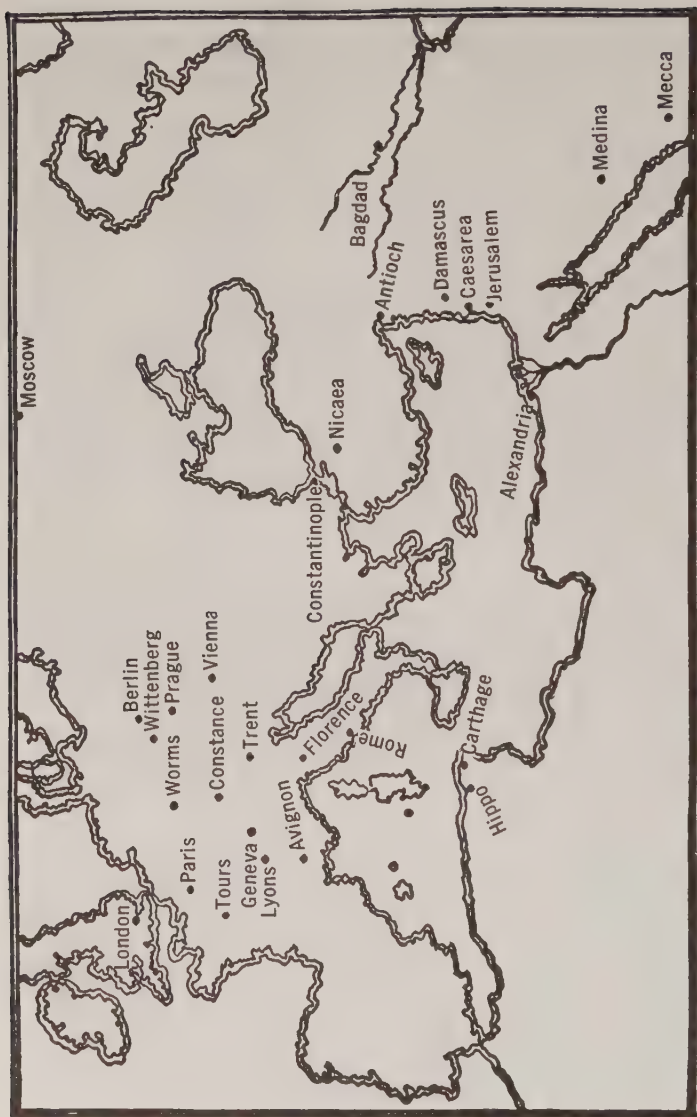 Moscow
London
Berlin
Wittenberg
Prague
Worms
Paris
Vienna
Constance
Tours
Trent
Geneva
Lyons
Avignon
Florence
Rome
Constantinople
Nicaea
Bagdad
Antioch
Damascus
Caesarea
Jerusalem
Carthage
Hippo
Alexandria
Medina
Mecca